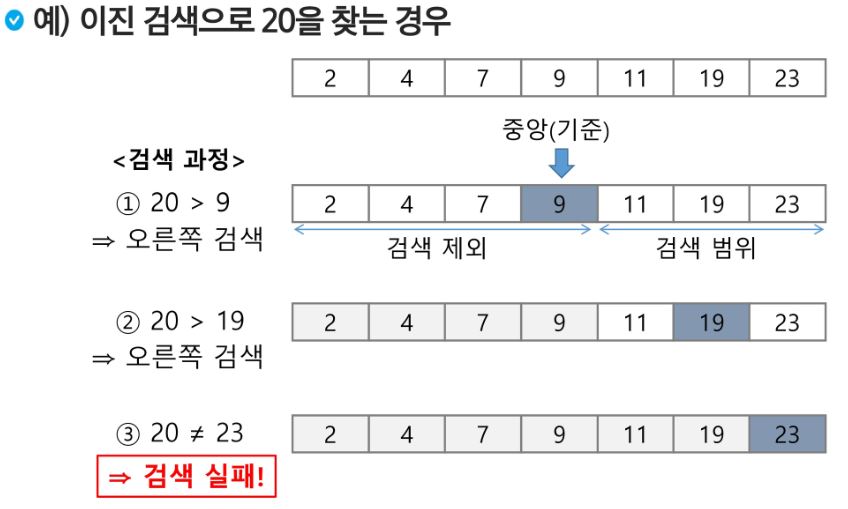 예) 이진 검색으로 20을 찾는 경우
2 4 7 9 11 19 23
중앙(기준)
<검색 과정>
① 20 > 9
2 4 7 9 11 19 23
⇒ 오른쪽 검색
검색 제외 검색 범위
② 20 > 19
2 4 7 9 11 19 23
⇒ 오른쪽 검색
③ 20 ≠ 23
2 4 7 9 11 19 23
⇒ 검색 실패!